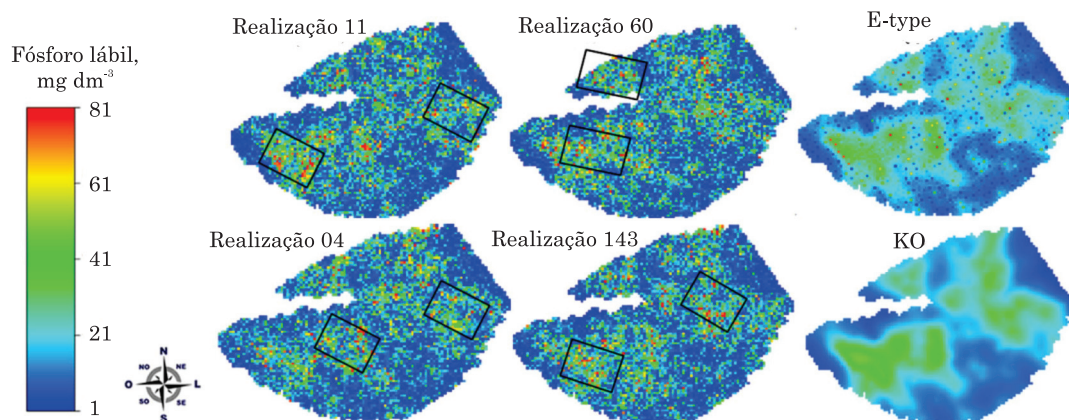 Fósforo lábil,
mg dm-³
81
61
41
21
1
N
NO
NE
O
L
SO
SE
S
Realização 11
Realização 60
E-type
Realização 04
Realização 143
KO